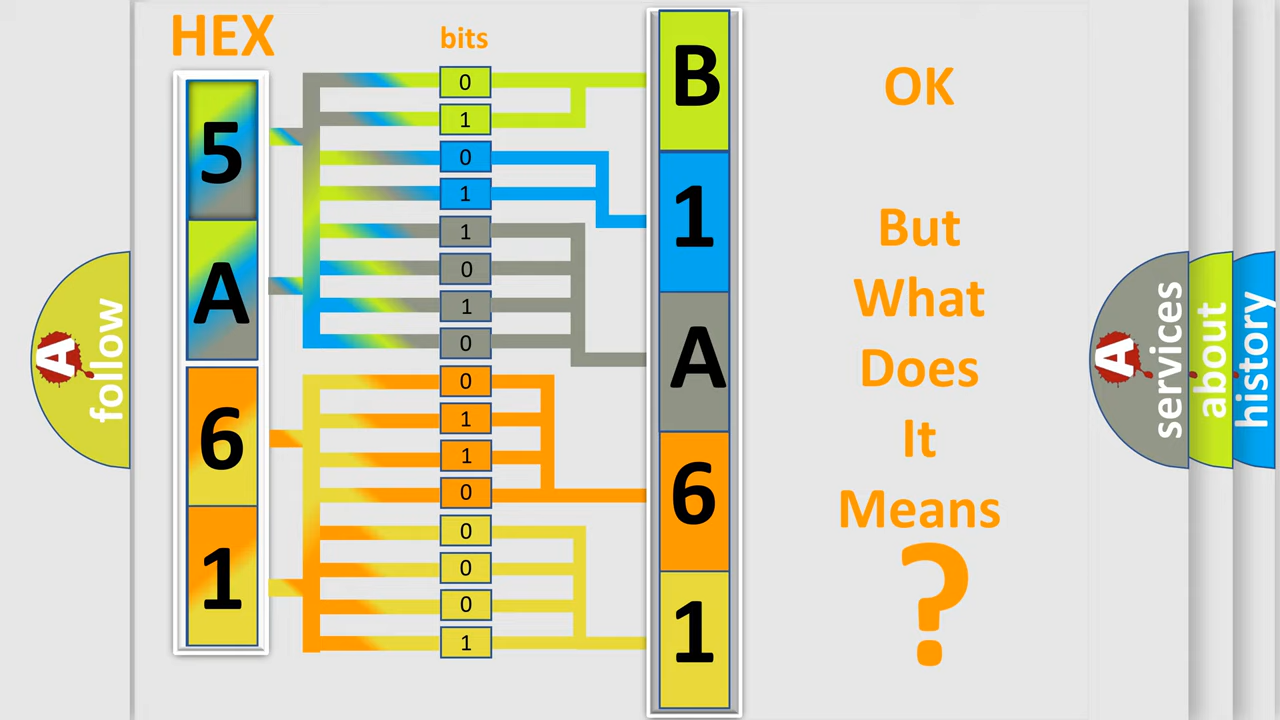 HEX
bits
5
A
6
1
0
1
0
1
1
0
1
0
0
1
1
0
0
0
0
1
B
1
A
6
1
OK
But
What
Does
It
Means
?
A
follow
A
services
about
history